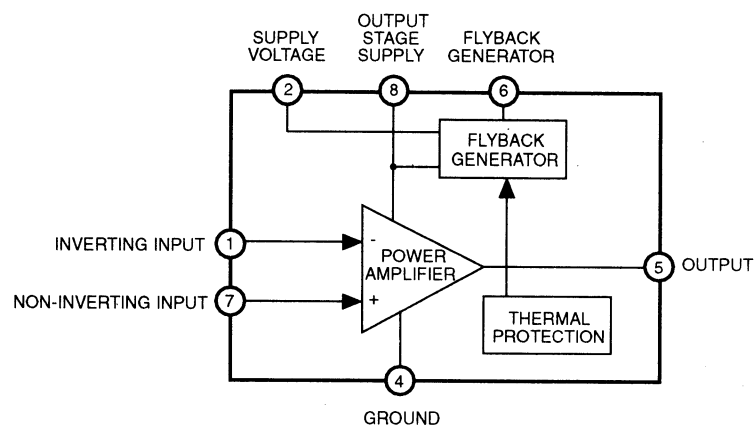 SUPPLY
VOLTAGE
OUTPUT
STAGE
SUPPLY
FLYBACK
GENERATOR
2
8
6
FLYBACK
GENERATOR
INVERTING INPUT
1
-
POWER
AMPLIFIER
5
OUTPUT
NON-INVERTING INPUT
7
+
THERMAL
PROTECTION
4
GROUND